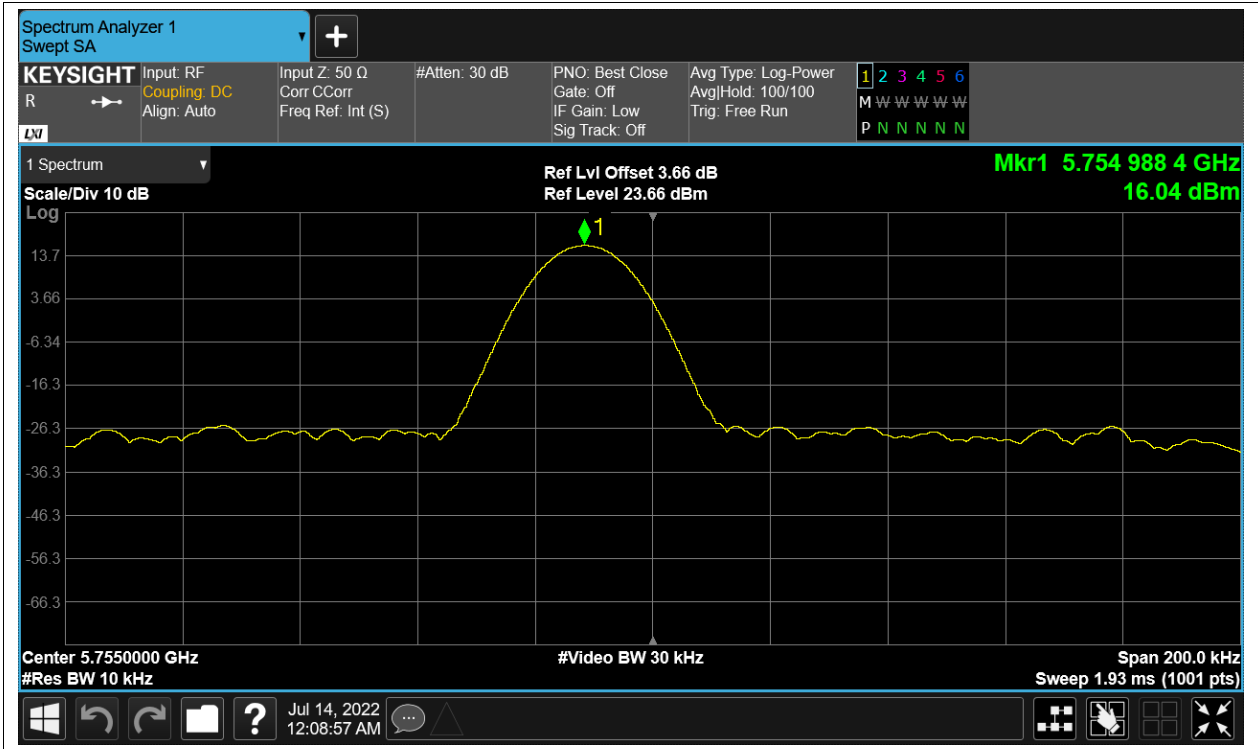 Spectrum Analyzer 1
Swept SA
+
KEYSIGHT
R
LXI
Input: RF
Coupling: DC
Align: Auto
Input Z: 50 Ω
Corr CCorr
Freq Ref: Int (S)
#Atten: 30 dB
PNO: Best Close
Gate: Off
IF Gain: Low
Sig Track: Off
Avg Type: Log-Power
Avg|Hold: 100/100
Trig: Free Run
1 2 3 4 5 6
M W W W W W
P N N N N N
1 Spectrum
Scale/Div 10 dB
Log
Ref Lvl Offset 3.66 dB
Ref Level 23.66 dBm
Mkr1 5.754 988 4 GHz
16.04 dBm
1
13.7
3.66
-6.34
-16.3
-26.3
-36.3
-46.3
-56.3
-66.3
Center 5.7550000 GHz
#Res BW 10 kHz
#Video BW 30 kHz
Span 200.0 kHz
Sweep 1.93 ms (1001 pts)
?
Jul 14, 2022
12:08:57 AM